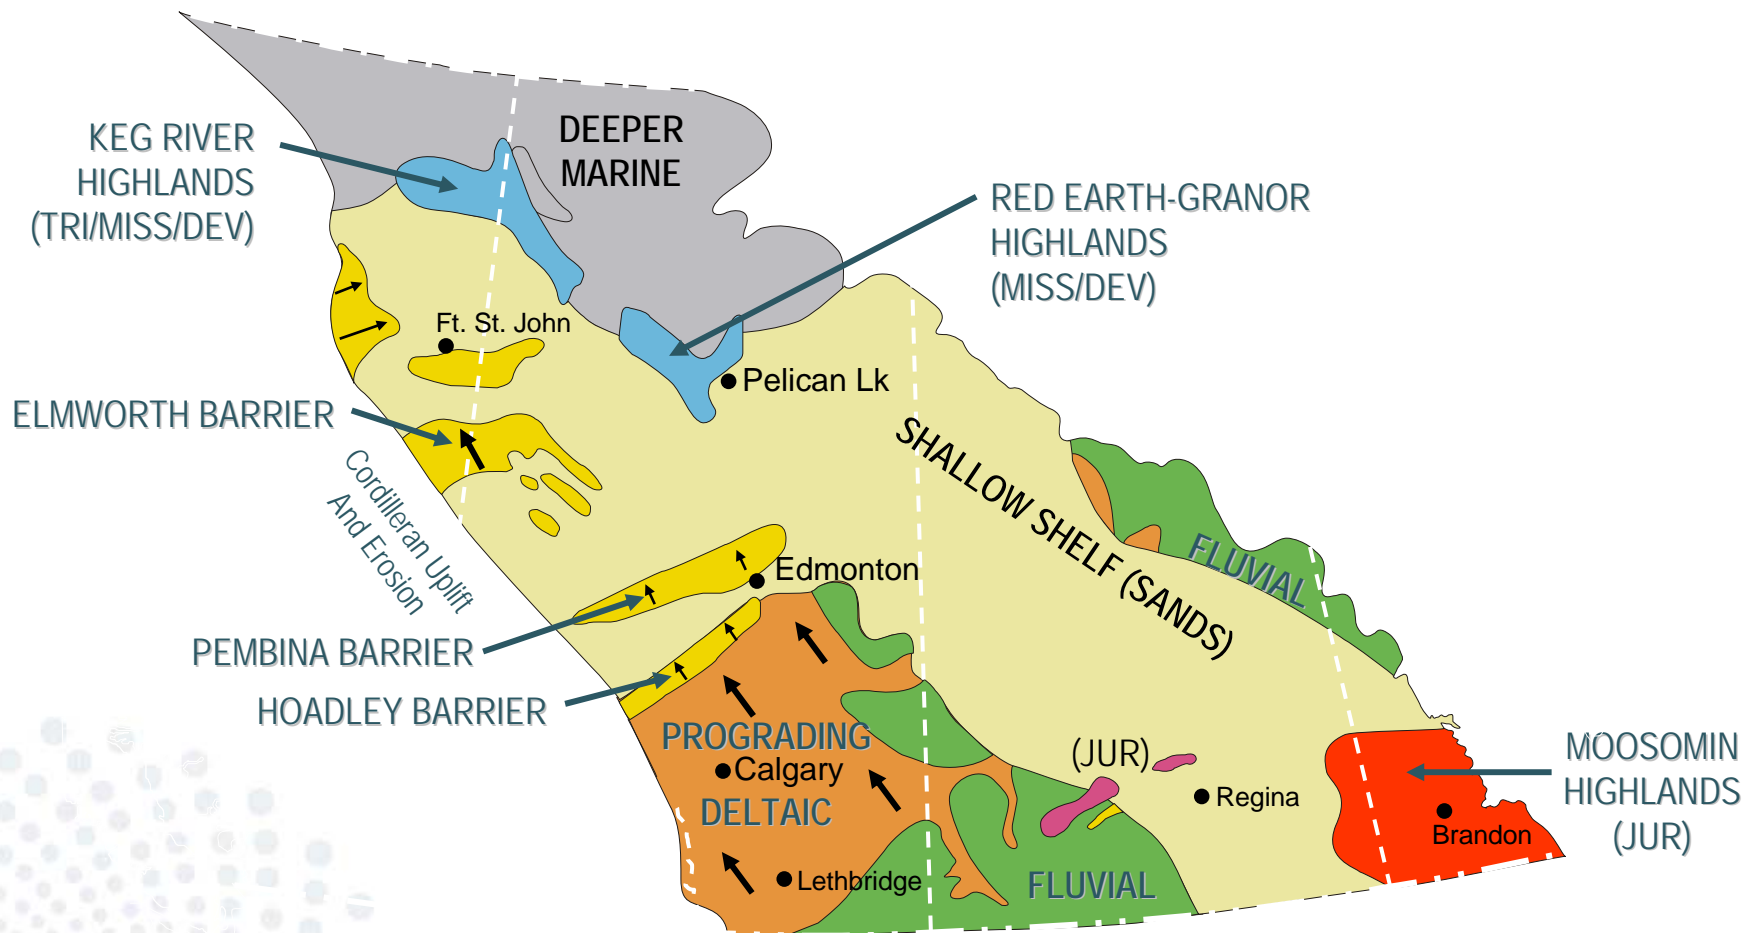 DEEPER
MARINE
KEG RIVER
HIGHLANDS
(TRI/MISS/DEV)
RED EARTH-GRANOR
HIGHLANDS
(MISS/DEV)
Ft. St. John
Pelican Lk
ELMWORTH BARRIER
SHALLOW SHELF (SANDS)
Cordilleran Uplift
And Erosion
FLUVIAL
Edmonton
PEMBINA BARRIER
HOADLEY BARRIER
PROGRADING
Calgary
DELTAIC
(JUR)
Regina
MOOSOMIN
HIGHLANDS
(JUR)
Brandon
Lethbridge
FLUVIAL